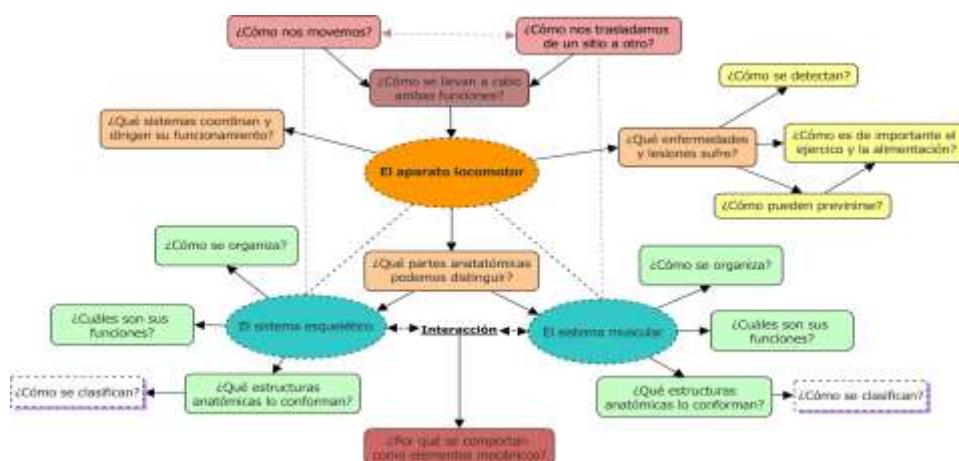 ¿Cómo nos movemos?
¿Cómo nos trasladamos
de un sitio a otro?
¿Cómo se llevan a cabo
ambas funciones?
¿Cómo se detectan?
¿Qué sistemas coordinan y
dirigen su funcionamiento?
¿Qué enfermedades
y lesiones sufre?
¿Cómo es de importante el
ejercico y la alimentación?
El aparato locomotor
¿Cómo pueden previnirse?
¿Cómo se organiza?
¿Qué partes anatatómicas
podemos distinguir?
¿Cómo se organiza?
¿Cuáles son sus
funciones?
El sistema esquelético
Interacción
El sistema muscular
¿Cuáles son sus
funciones?
¿Cómo se clasifican?
¿Qué estructuras
anatómicas lo conforman?
¿Qué estructuras
anatómicas lo conforman?
¿Cómo se clasifican?
¿Por qué se comportan
como elementos mecánicos?